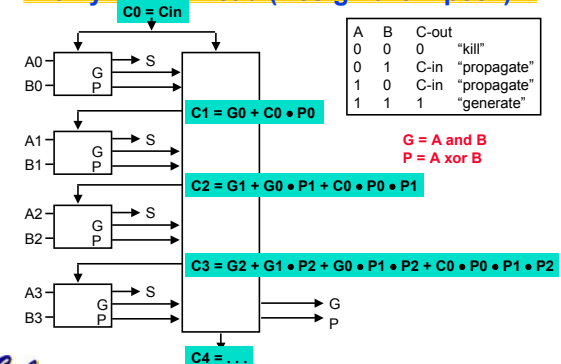 C0 = Cin
A B C-out
0 0 0 “kill”
0 1 C-in “propagate”
1 0 C-in “propagate”
1 1 1 “generate”
A0
S
G
B0
P
C1 = G0 + C0 • P0
A1
S
G
B1
P
G = A and B
P = A xor B
C2 = G1 + G0 • P1 + C0 • P0 • P1
A2
S
G
B2
P
C3 = G2 + G1 • P2 + G0 • P1 • P2 + C0 • P0 • P1 • P2
A3
S
G
B3
P
G
P
C4 = . . .